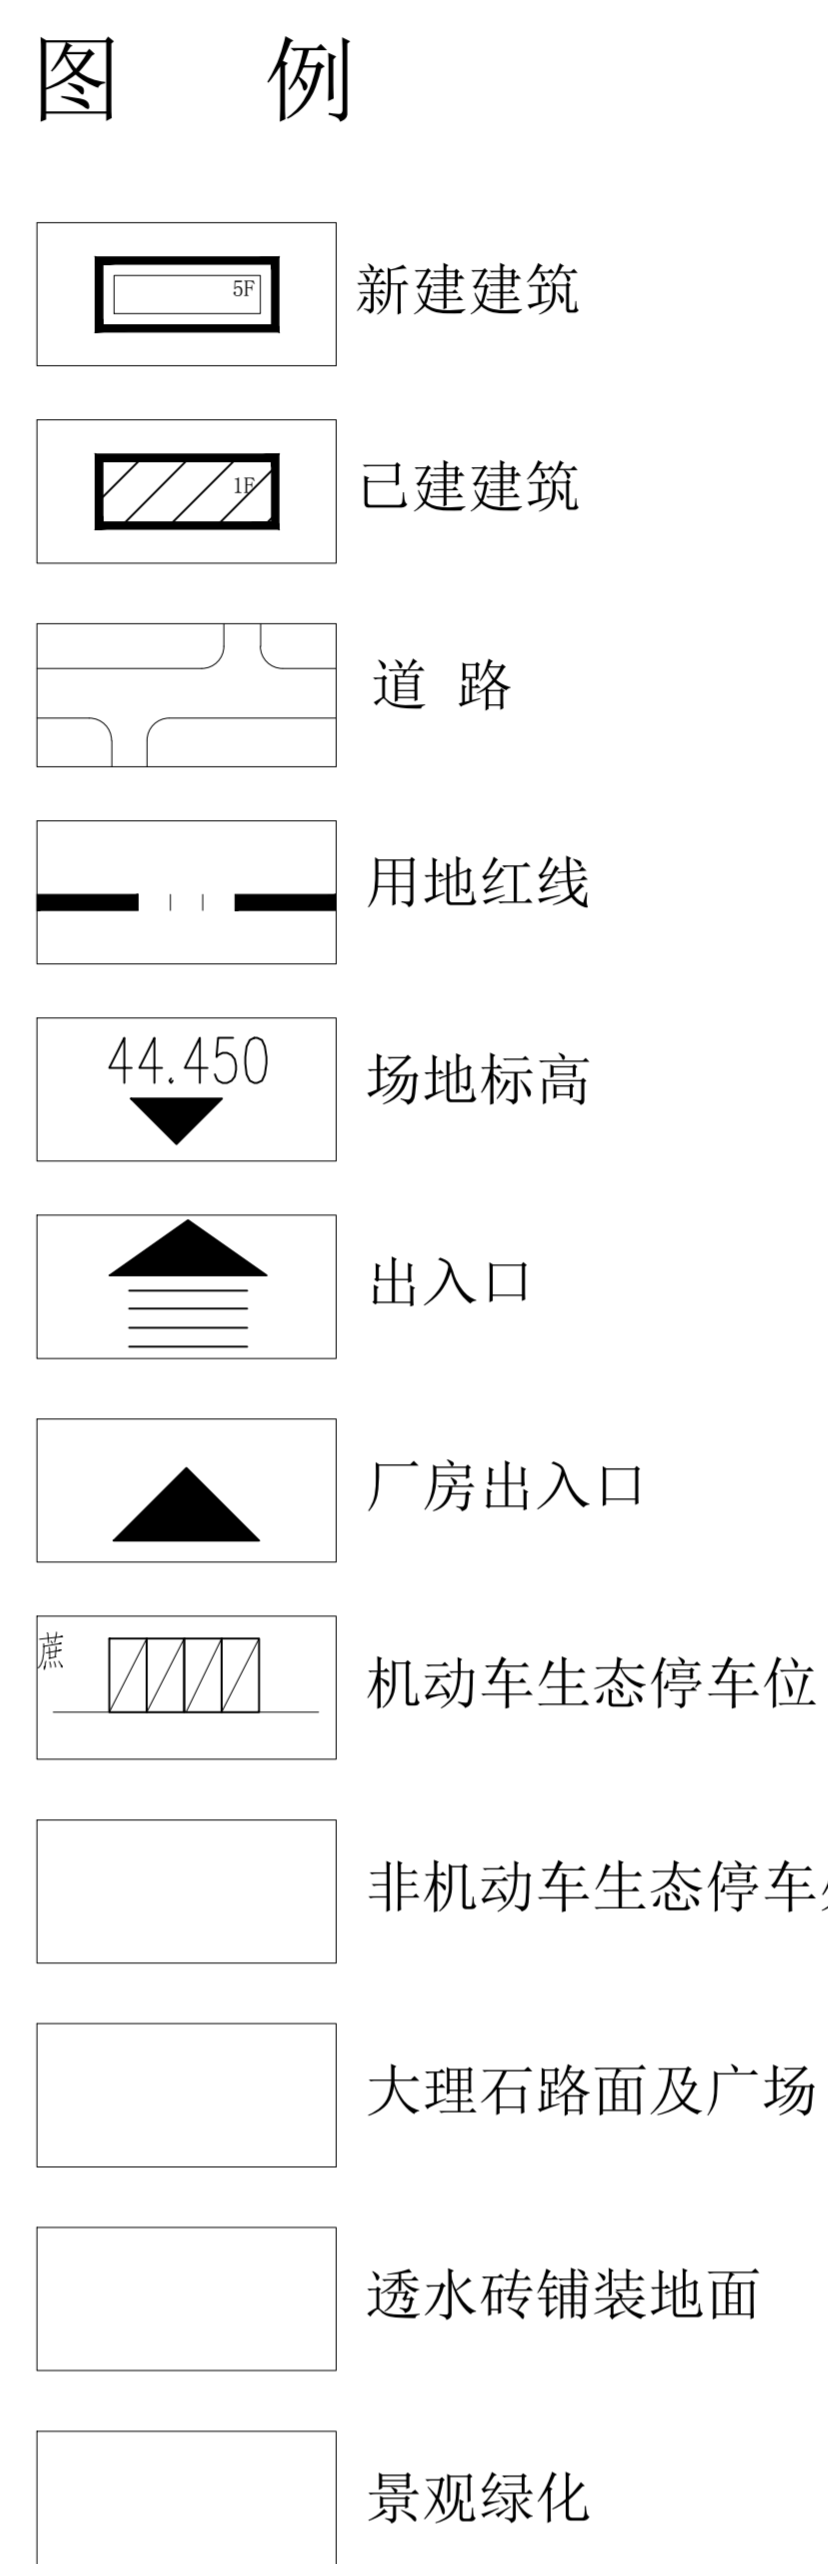 图 例
5F 新建建筑
1F 已建建筑
道 路
用地红线
44.450 场地标高
出入口
厂房出入口
蔗 机动车生态停车位
非机动车生态停车
大理石路面及广场
透水砖铺装地面
景观绿化